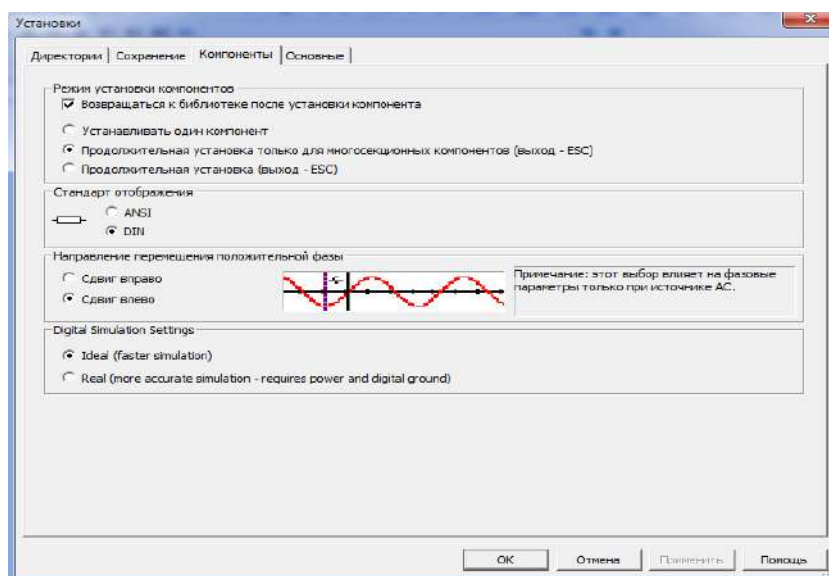 Установки
Директории Сохранение Компоненты Основные
Режим установки компонентов
Возвращаться к библиотеке после установки компонента
Устанавливать один компонент
Продолжительная установка только для многосекционных компонентов (выход - ESC)
Продолжительная установка (выход - ESC)
Стандарт отображения
ANSI
DIN
Направление перемещения положительной фазы
Сдвиг вправо
Сдвиг влево
Примечание: этот выбор влияет на фазовые
параметры только при источнике AC.
Digital Simulation Settings
Ideal (faster simulation)
Real (more accurate simulation - requires power and digital ground)
OK Отмена Применить Помощь